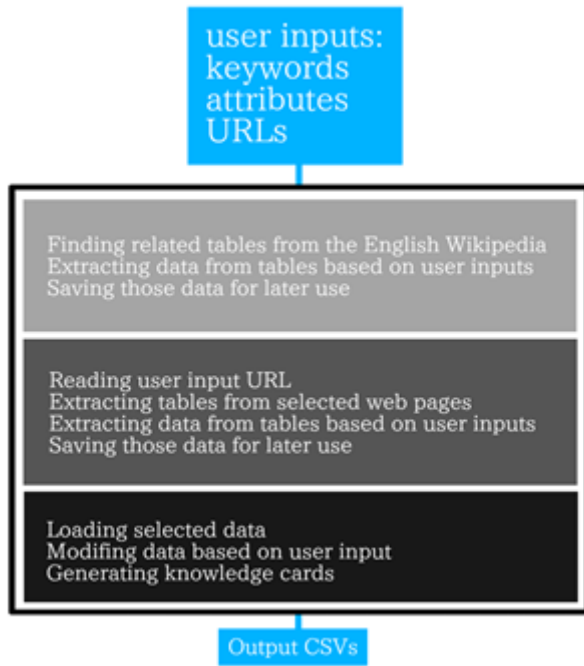 user inputs:
keywords
attributes
URLs
Finding related tables from the English Wikipedia
Extracting data from tables based on user inputs
Saving those data for later use
Reading user input URL
Extracting tables from selected web pages
Extracting data from tables based on user inputs
Saving those data for later use
Loading selected data
Modifing data based on user input
Generating knowledge cards
Output CSVs